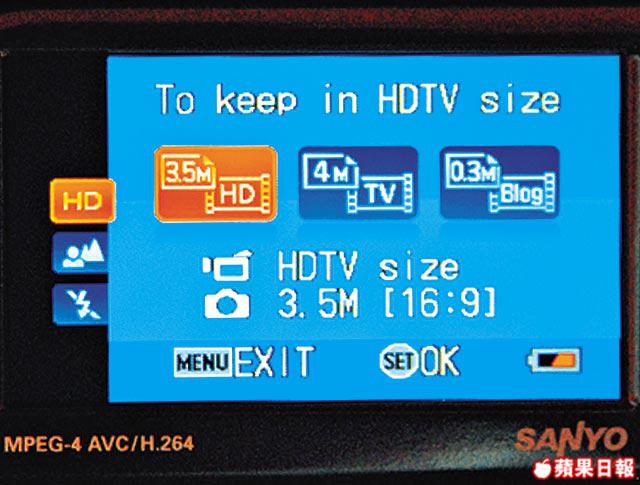 To keep in HDTV size
3.5M HD
4M TV
0.3M Blog
HD
HDTV size
3.5M [16:9]
MENU EXIT
SET OK
MPEG-4 AVC/H.264
SANYO
蘋果日報